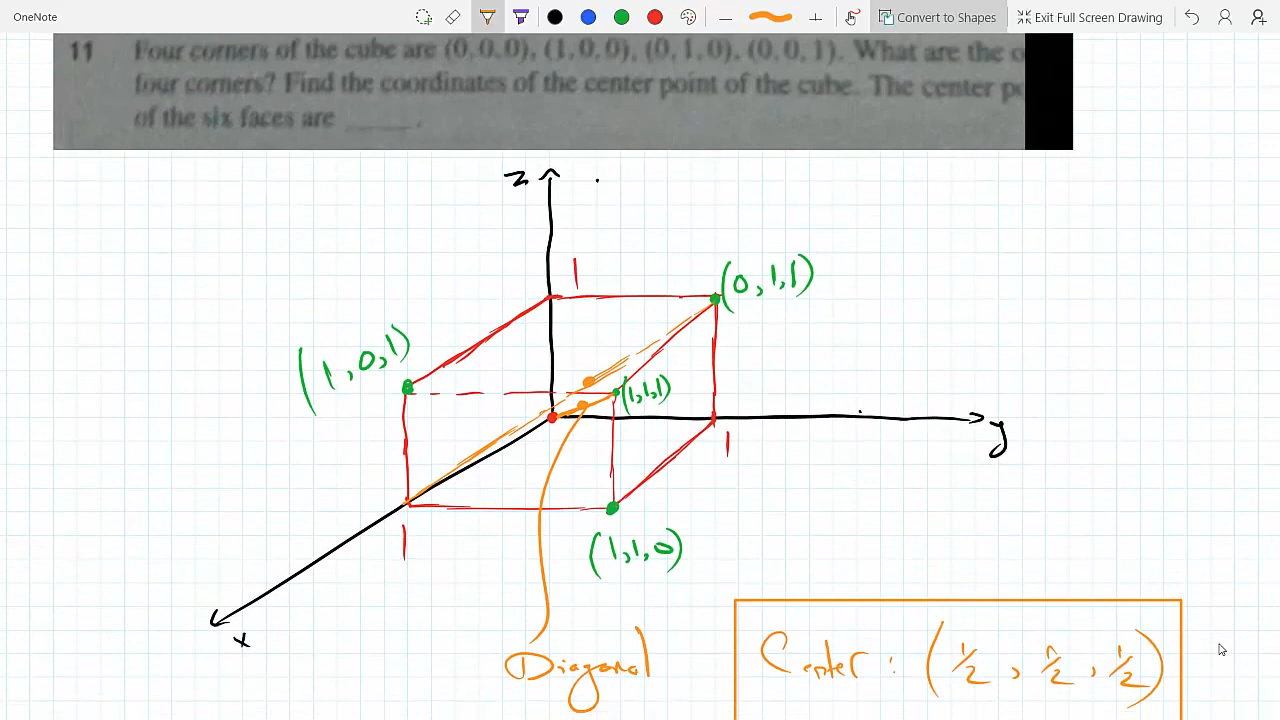 OneNote
Convert to Shapes
Exit Full Screen Drawing
11 Four corners of the cube are (0,0,0), (1,0,0), (0,1,0), (0,0,1). What are the
four corners? Find the coordinates of the center point of the cube. The center
of the six faces are ____.
z
1
(0,1,1)
(1,0,1)
(1,1,1)
y
1
1
(1,1,0)
x
Diagonal
Center: (1/2, 1/2, 1/2)